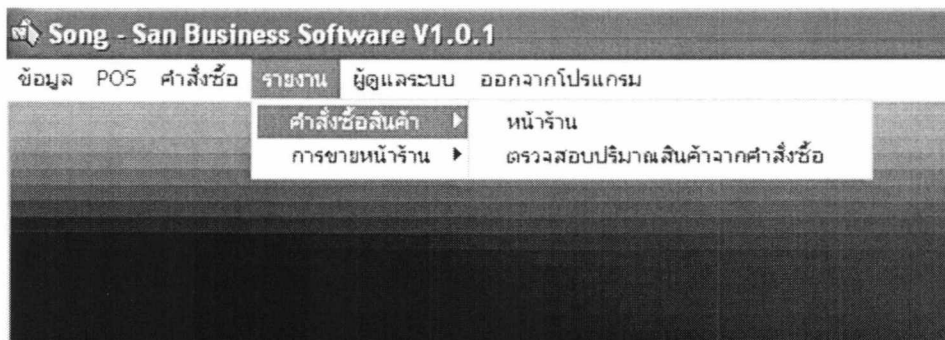 Song - San Business Software V1.0.1
ข้อมูล POS คำสั่งซื้อ รายงาน ผู้ดูแลระบบ ออกจากโปรแกรม
คำสั่งซื้อสินค้า หน้าร้าน
การขายหน้าร้าน ตรวจสอบปริมาณสินค้าจากคำสั่งซื้อ